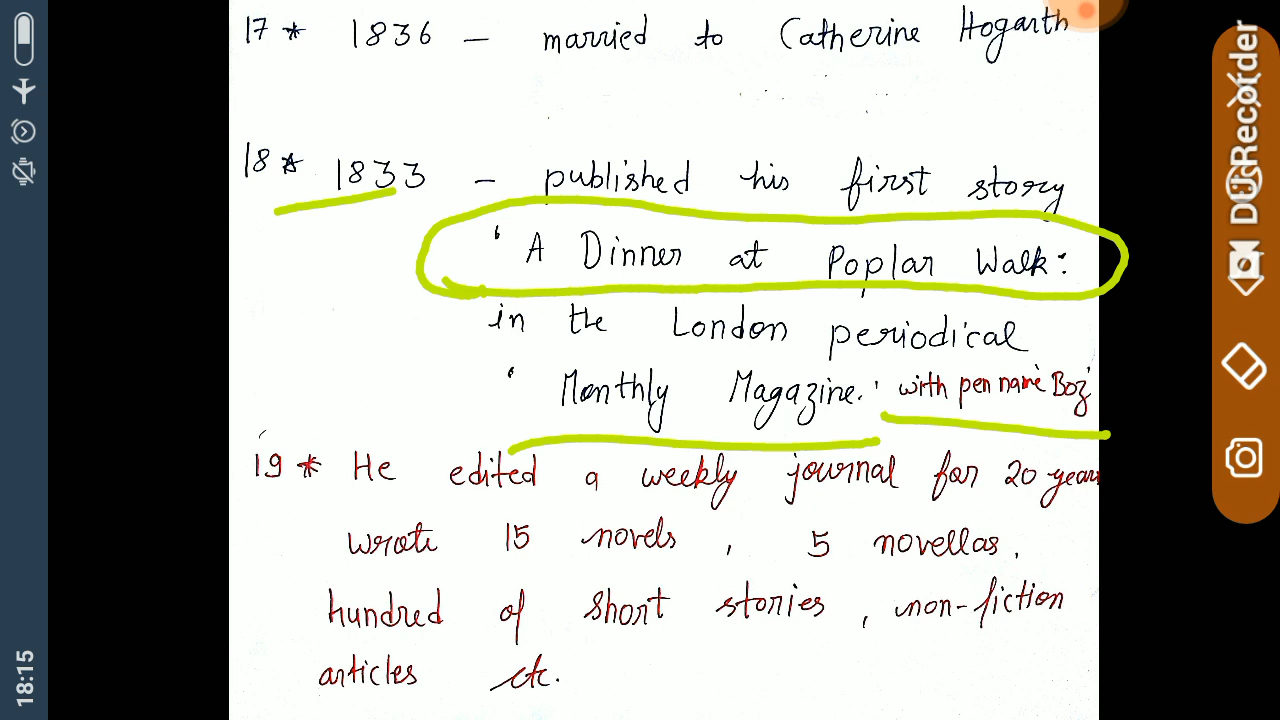 17 * 1836 – married to Catherine Hogarth
18 * 1833 – published his first story
' A Dinner at Poplar Walk.'
in the London periodical
' Monthly Magazine. ' with pen name 'Boz'
19 * He edited a weekly journal for 20 years
wrote 15 novels , 5 novellas ,
hundred of short stories , non-fiction
articles etc.
18:15
DU Recorder